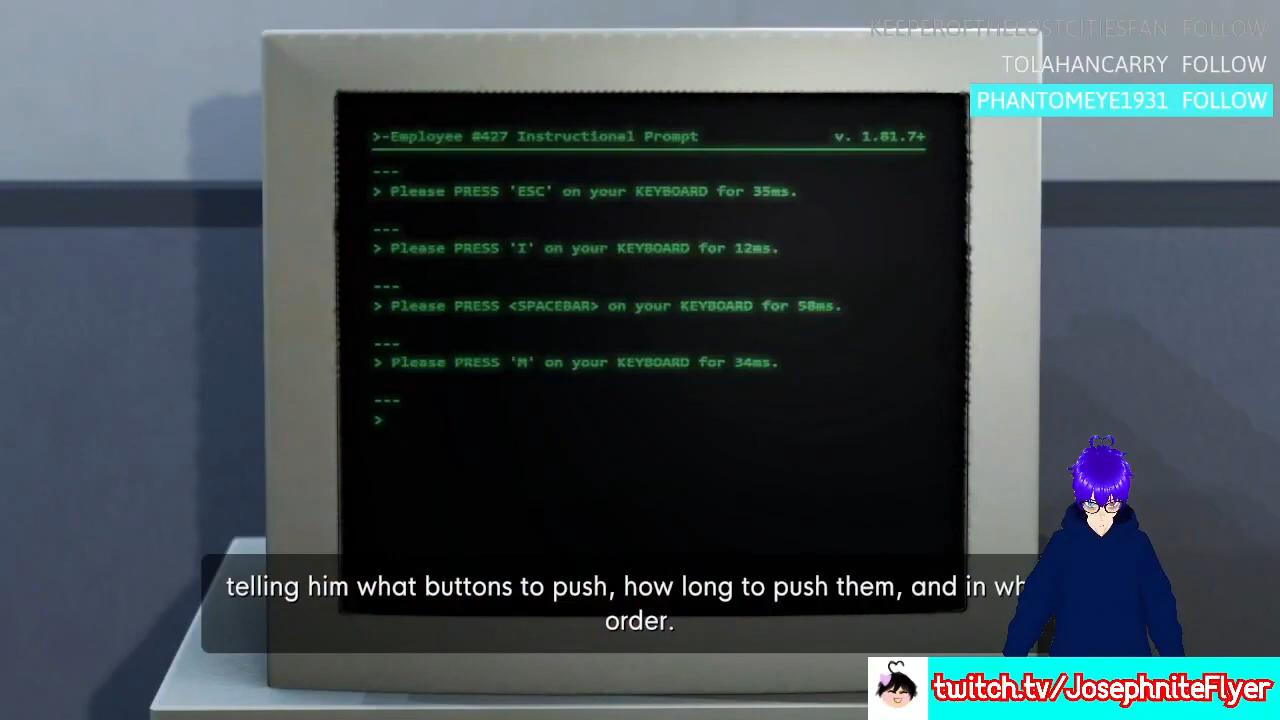 KEEPEROFTHELOSTCITIESFAN FOLLOW
TOLAHANCARRY FOLLOW
PHANTOMEYE1931 FOLLOW
>-Employee #427 Instructional Prompt v. 1.81.7+
---
> Please PRESS 'ESC' on your KEYBOARD for 35ms.
---
> Please PRESS 'I' on your KEYBOARD for 12ms.
---
> Please PRESS <SPACEBAR> on your KEYBOARD for 58ms.
---
> Please PRESS 'M' on your KEYBOARD for 34ms.
---
>
telling him what buttons to push, how long to push them, and in
order.
twitch.tv/JosephniteFlyer